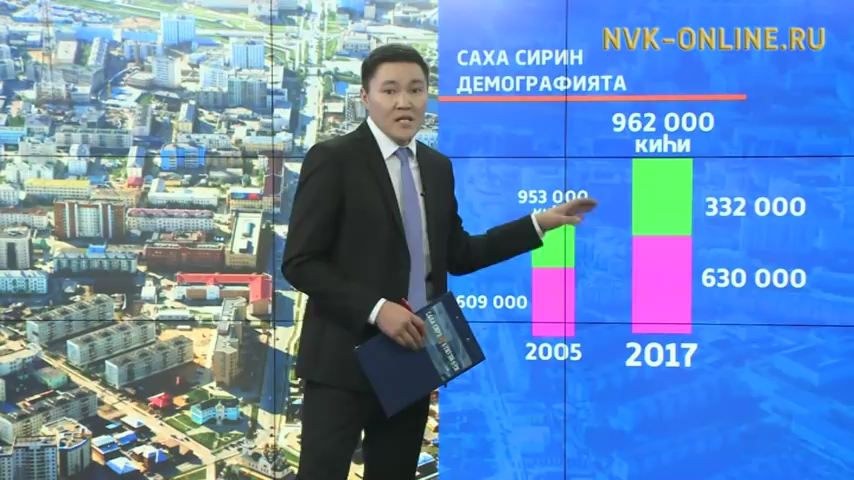 NVK-ONLINE.RU
САХА СИРИН
ДЕМОГРАФИЯТА
962 000
киһи
953 000
332 000
630 000
609 000
2005
2017
САХА